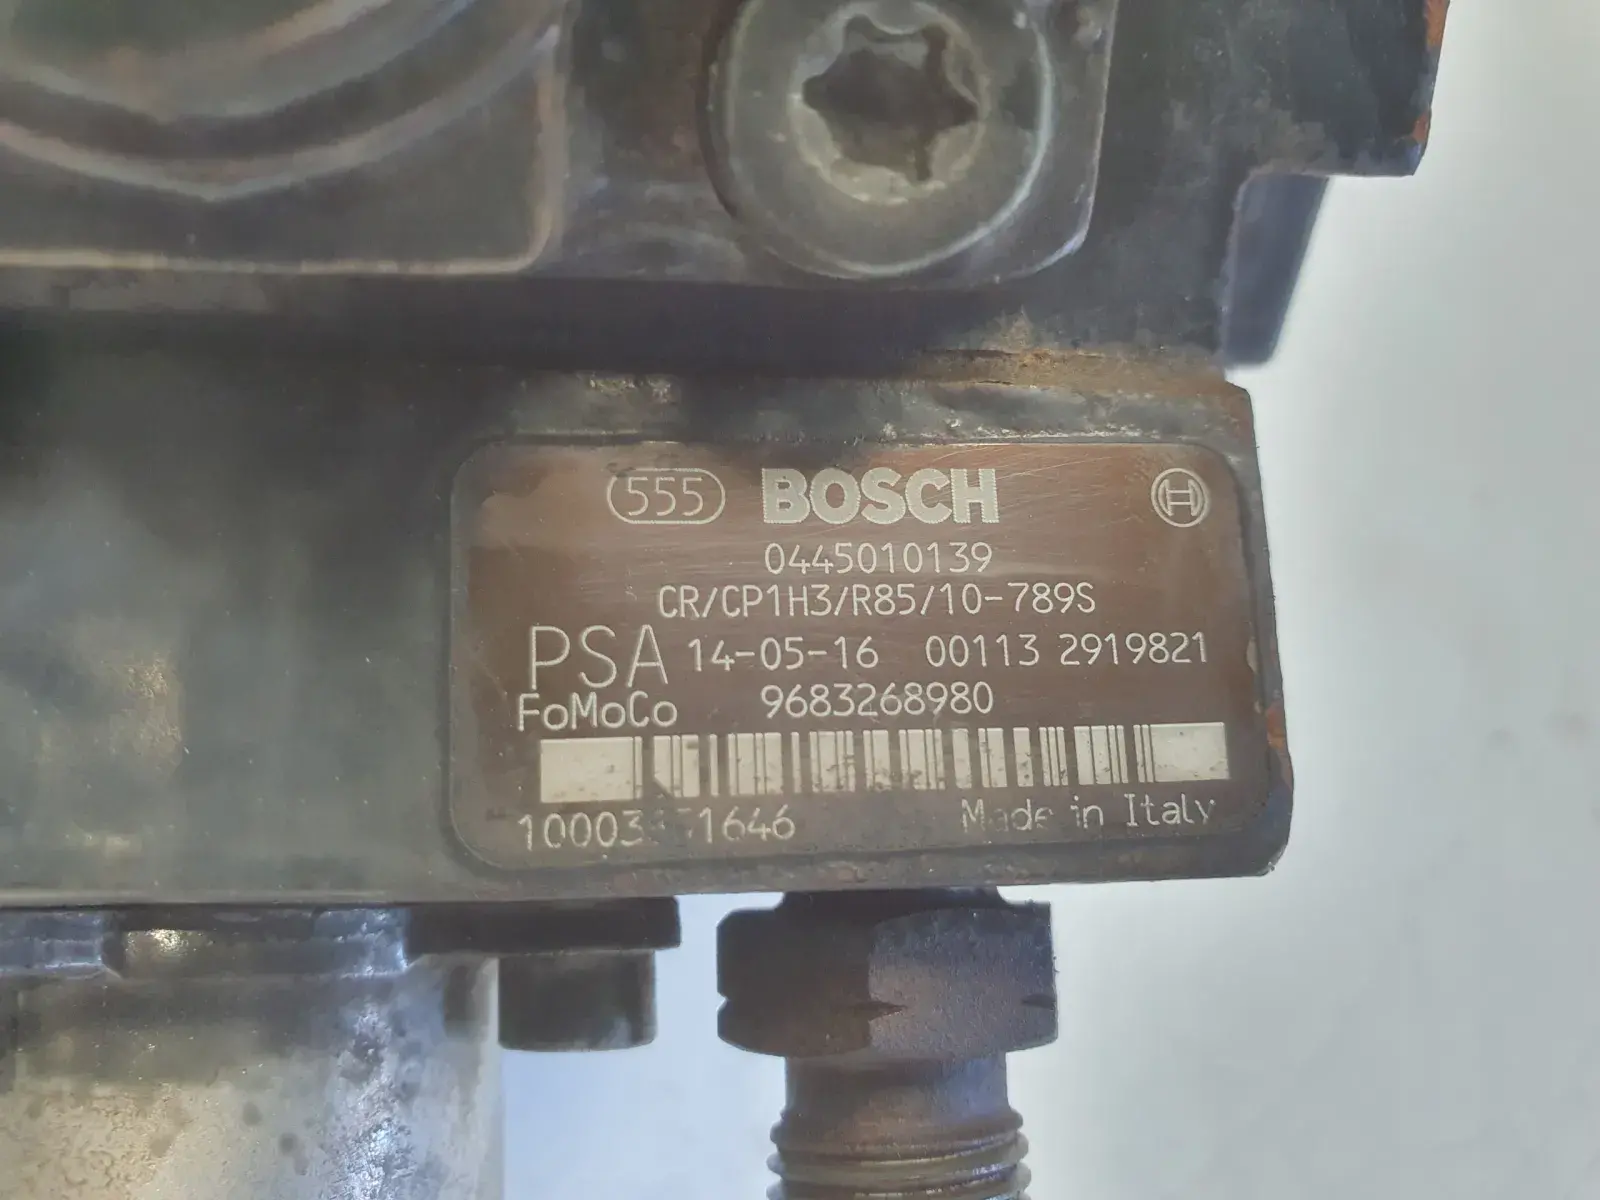 555 BOSCH
0445010139
CR/CP1H3/R85/10-789S
PSA 14-05-16 00113 2919821
FoMoCo 9683268980
Made in Italy